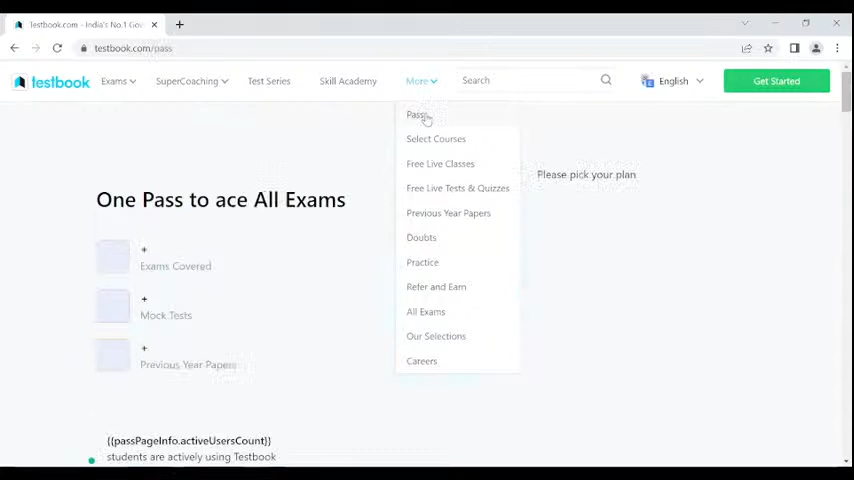 Testbook.com - India's No.1 Gov
testbook.com/pass
testbook
Exams
SuperCoaching
Test Series
Skill Academy
More
Search
English
Get Started
Pass
Select Courses
Free Live Classes
Free Live Tests & Quizzes
Previous Year Papers
Doubts
Practice
Refer and Earn
All Exams
Our Selections
Careers
One Pass to ace All Exams
+
Exams Covered
+
Mock Tests
+
Previous Year Papers
Please pick your plan
{{passPageInfo.activeUsersCount}}
students are actively using Testbook